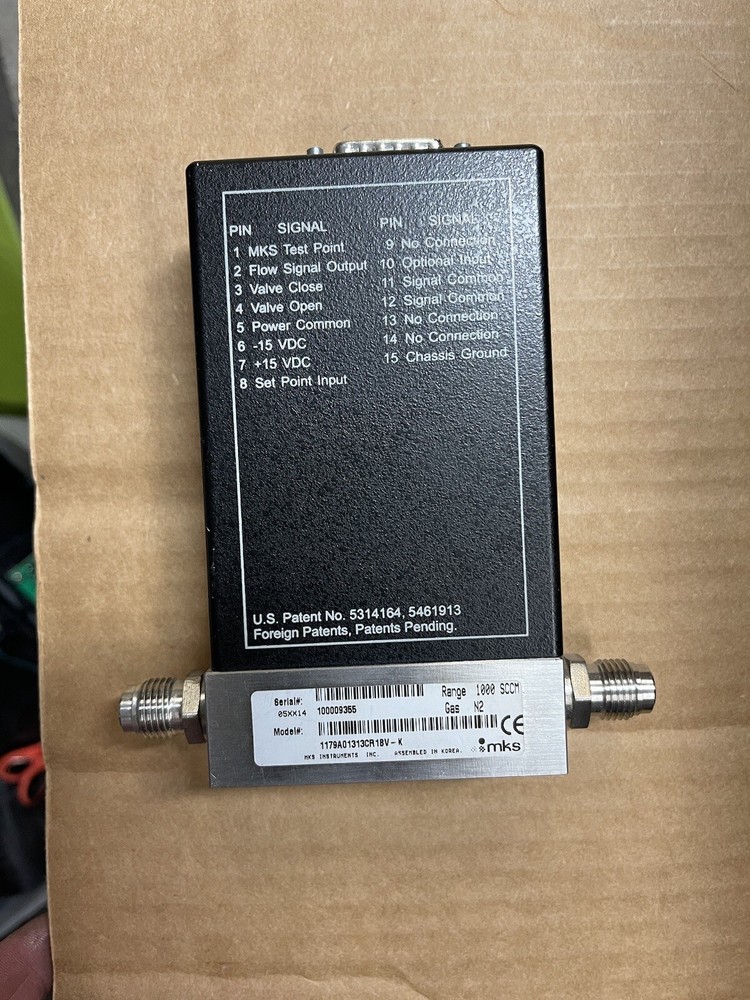 PIN SIGNAL
1 MKS Test Point
2 Flow Signal Output
3 Valve Close
4 Valve Open
5 Power Common
6 -15 VDC
7 +15 VDC
8 Set Point Input
PIN SIGNAL
9 No Connection
10 Optional Input
11 Signal Common
12 Signal Common
13 No Connection
14 No Connection
15 Chassis Ground
U.S. Patent No. 5314164, 5461913
Foreign Patents, Patents Pending.
Serial#: Range 1000 SCCM
05XX14 100009355 Gas N2
Model#: CE
1179A01313CR1BV-K mks
MKS INSTRUMENTS INC. ASSEMBLED IN KOREA.